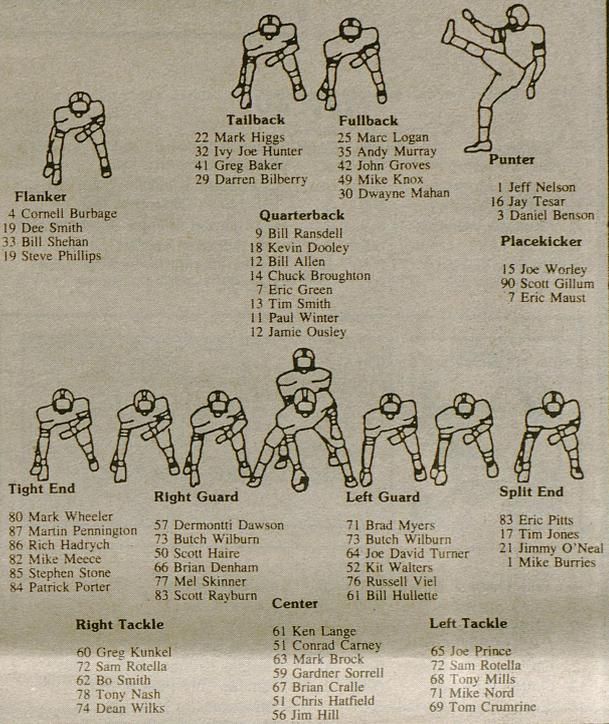 Tailback
22 Mark Higgs
32 Ivy Joe Hunter
41 Greg Baker
29 Darren Bilberry
Fullback
25 Marc Logan
35 Andy Murray
42 John Groves
49 Mike Knox
30 Dwayne Mahan
Punter
1 Jeff Nelson
16 Jay Tesar
3 Daniel Benson
Flanker
4 Cornell Burbage
19 Dee Smith
33 Bill Shehan
19 Steve Phillips
Quarterback
9 Bill Ransdell
18 Kevin Dooley
12 Bill Allen
14 Chuck Broughton
7 Eric Green
13 Tim Smith
11 Paul Winter
12 Jamie Ousley
Placekicker
15 Joe Worley
90 Scott Gillum
7 Eric Maust
Tight End
80 Mark Wheeler
87 Martin Pennington
86 Rich Hadrych
82 Mike Meece
85 Stephen Stone
84 Patrick Porter
Right Guard
57 Dermontti Dawson
73 Butch Wilburn
50 Scott Haire
66 Brian Denham
77 Mel Skinner
83 Scott Rayburn
Left Guard
71 Brad Myers
73 Butch Wilburn
64 Joe David Turner
52 Kit Walters
76 Russell Viel
61 Bill Hullette
Split End
83 Eric Pitts
17 Tim Jones
21 Jimmy O'Neal
1 Mike Burries
Right Tackle
60 Greg Kunkel
72 Sam Rotella
62 Bo Smith
78 Tony Nash
74 Dean Wilks
Center
61 Ken Lange
51 Conrad Carney
63 Mark Brock
59 Gardner Sorrell
67 Brian Cralle
51 Chris Hatfield
56 Jim Hill
Left Tackle
65 Joe Prince
72 Sam Rotella
68 Tony Mills
71 Mike Nord
69 Tom Crumrine